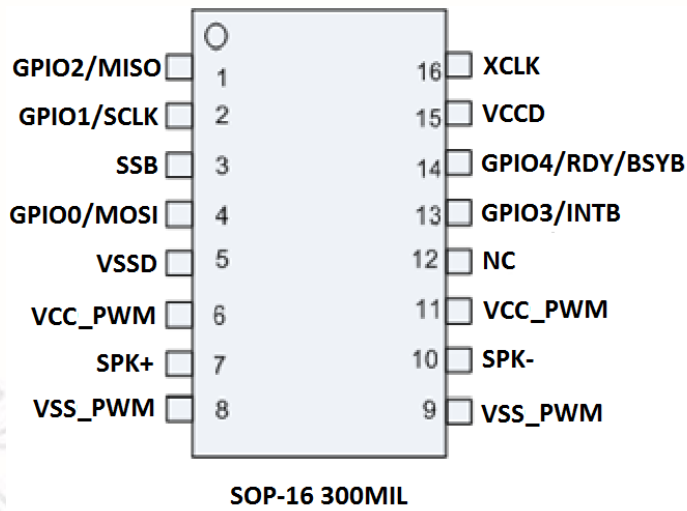 GPIO2/MISO 1 16 XCLK
GPIO1/SCLK 2 15 VCCD
SSB 3 14 GPIO4/RDY/BSYB
GPIO0/MOSI 4 13 GPIO3/INTB
VSSD 5 12 NC
VCC_PWM 6 11 VCC_PWM
SPK+ 7 10 SPK-
VSS_PWM 8 9 VSS_PWM
SOP-16 300MIL